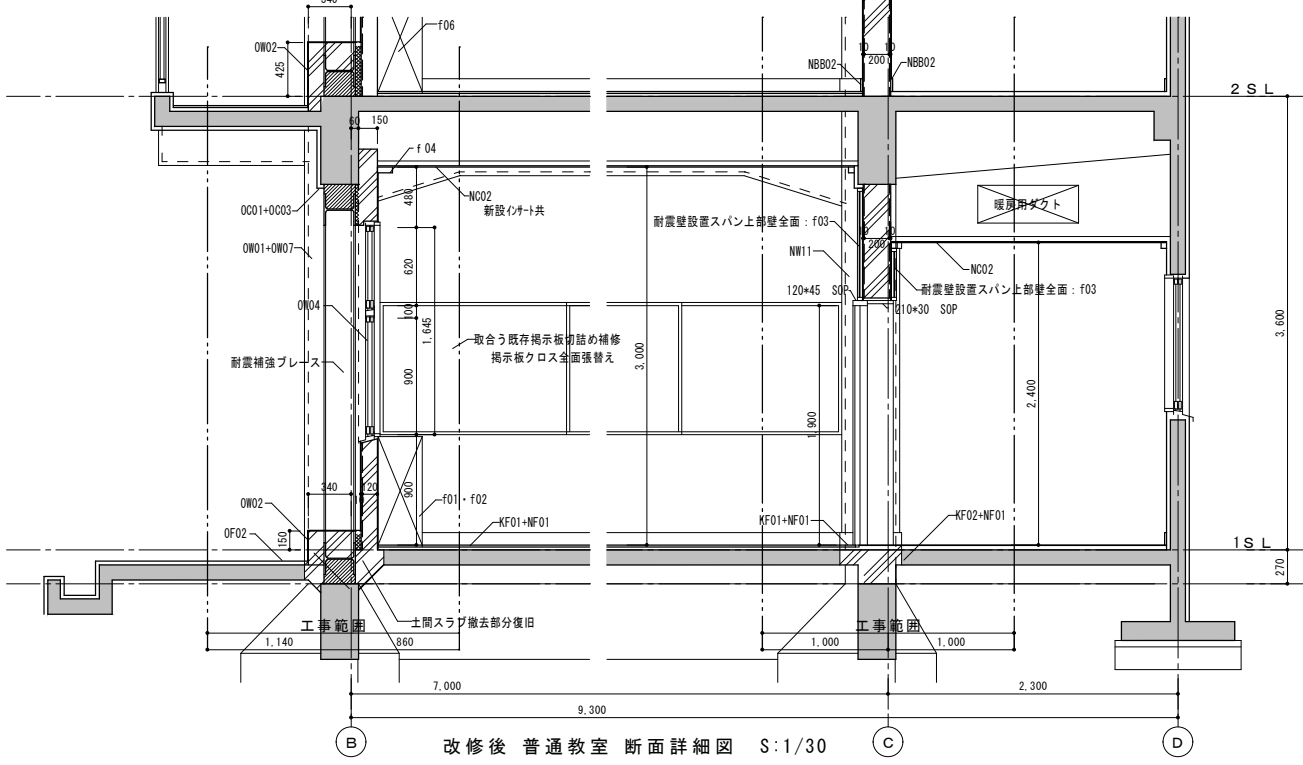 340
f06
OW02
425
10 10
200
NBB02
NBB02
2SL
60 150
f04
NC02
新設インサート共
480
OC01+OC03
OW01+OW07
耐震壁設置スパン上部壁全面：f03
暖房用ダクト
10 10
200
NW11
NC02
耐震壁設置スパン上部壁全面：f03
620
120*45 SOP
210*30 SOP
OW04
100
1,645
取合う既存掲示板切詰め補修
掲示板クロス全面張替え
3,000
3,600
耐震補強ブレース
900
2,400
1,900
340
120
900
OW02
f01・f02
150
OF02
KF01+NF01
KF01+NF01
KF02+NF01
1SL
270
土間スラブ撤去部分復旧
工事範囲
工事範囲
1,140
860
1,000
1,000
7,000
2,300
9,300
B
C
D
改修後 普通教室 断面詳細図 S:1/30